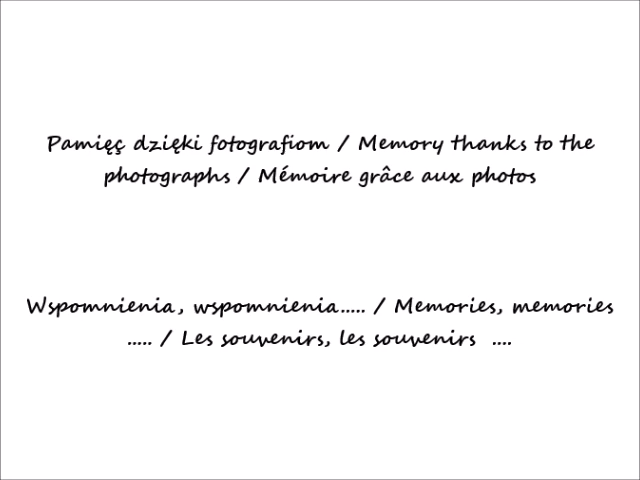 Pamięç dzięki fotografiom / Memory thanks to the
photographs / Mémoire grâce aux photos
Wspomnienia, wspomnienia..... / Memories, memories
..... / Les souvenirs, les souvenirs ....